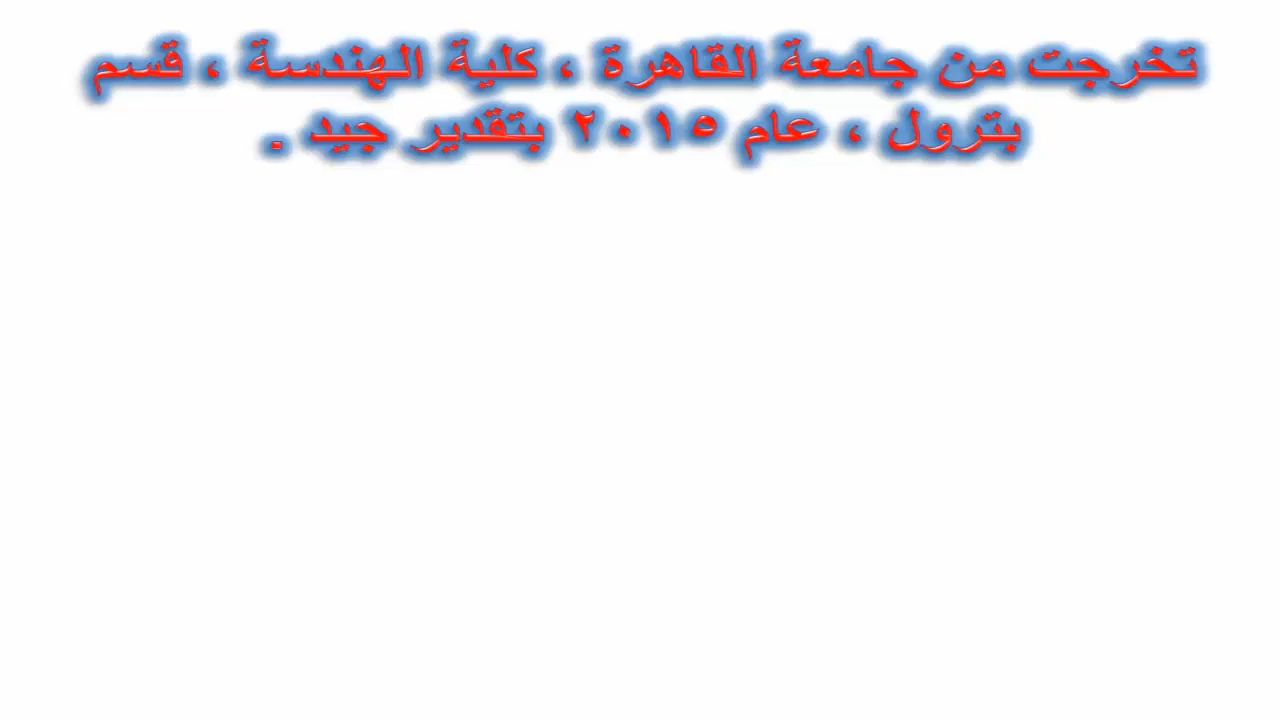 تخرجت من جامعة القاهرة ، كلية الهندسة ، قسم
بترول ، عام ٢٠١٥ بتقدير جيد .